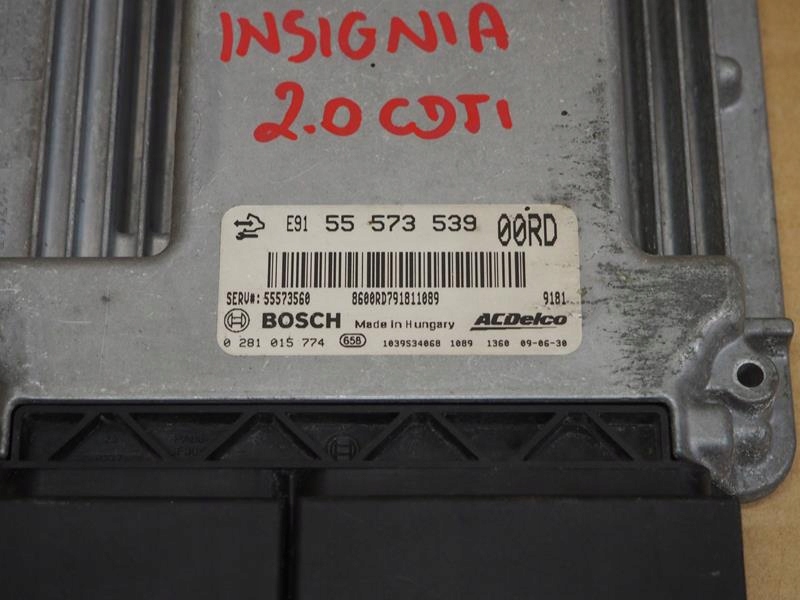 INSIGNIA
2.0 CDTI
E91 55 573 539 00RD
SERV#: 55573560 8600RD791811089 9181
BOSCH Made in Hungary ACDelco
0 281 015 774 658 1039S34068 1089 1360 09-06-30